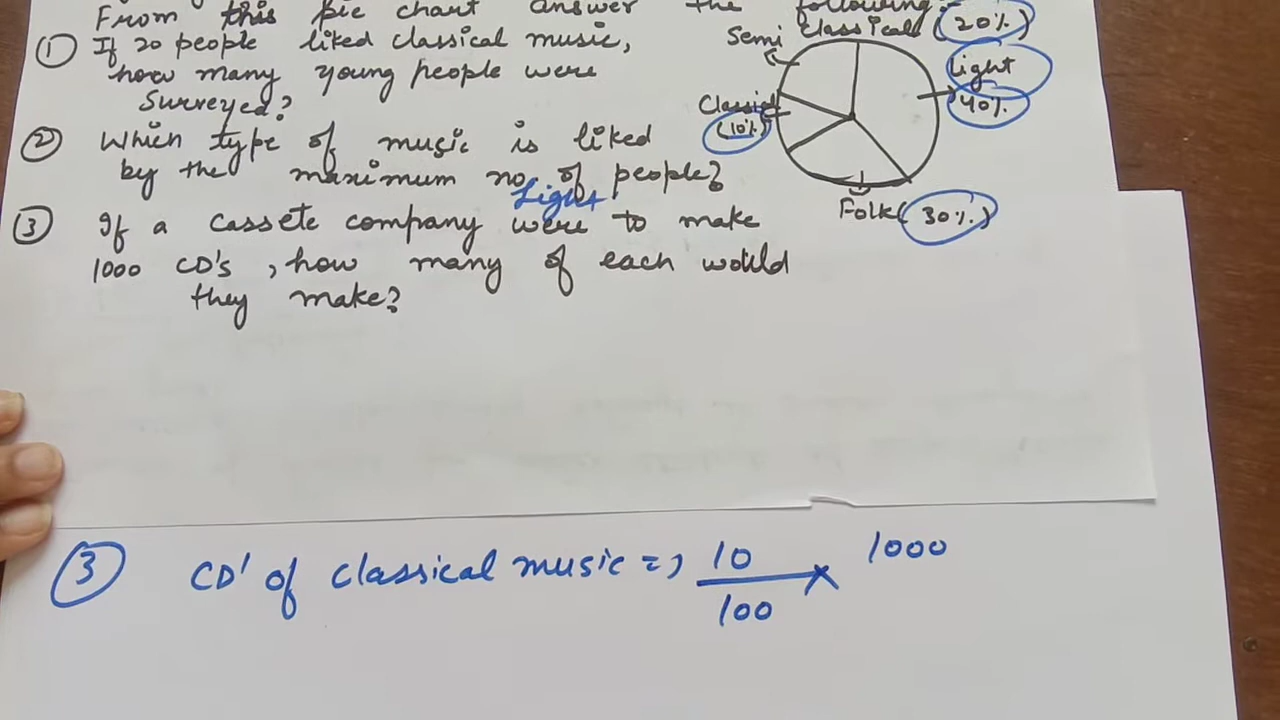 From this pie chart answer the following:
① If 20 people liked classical music,
how many young people were
surveyed?
② Which type of music is liked
by the maximum no. of people?
Light
③ If a cassete company were to make
1000 CD's, how many of each would
they make?
Semi Classical (20%)
Light
40%
Classical
(10%)
Folk (30%)
③ CD' of classical music => 10/100 × 1000